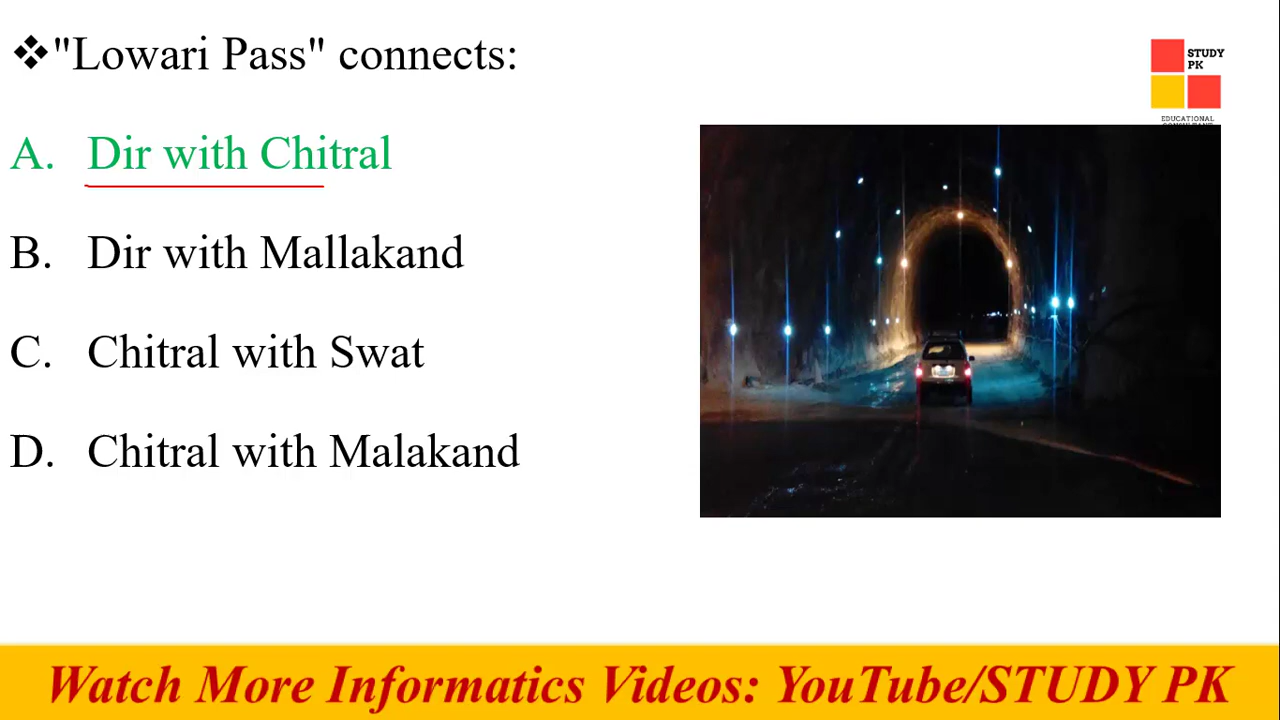 ❖"Lowari Pass" connects:
A. Dir with Chitral
B. Dir with Mallakand
C. Chitral with Swat
D. Chitral with Malakand
STUDY
PK
EDUCATIONAL
CONSULTANT
Watch More Informatics Videos: YouTube/STUDY PK